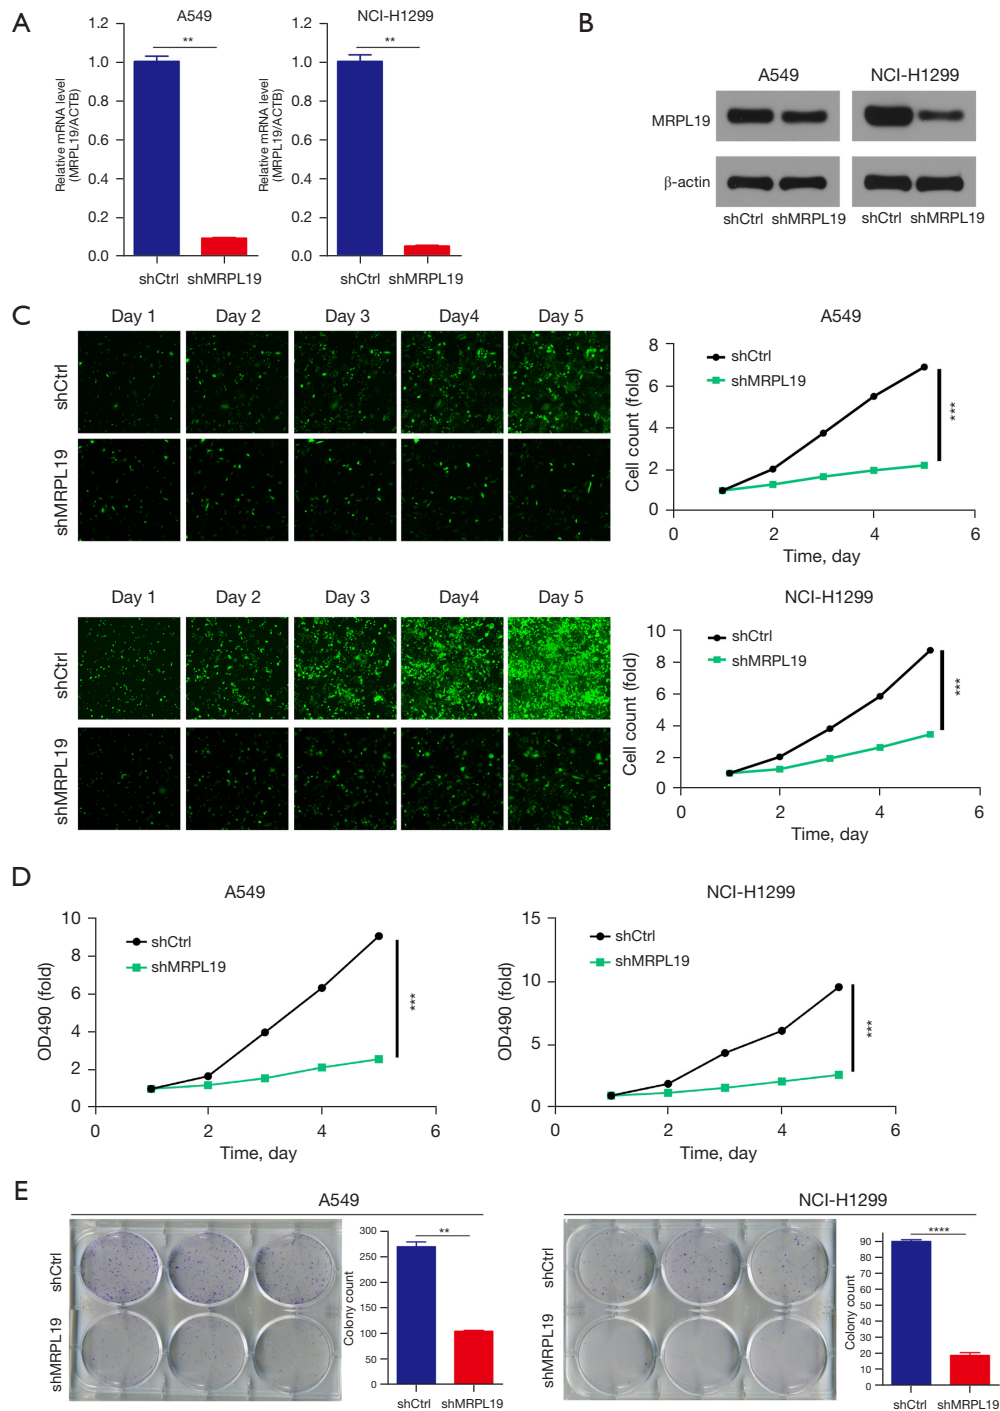 A
A549
**
Relative mRNA level
(MRPL19/ACTB)
1.2
1.0
0.8
0.6
0.4
0.2
0.0
shCtrl shMRPL19
NCI-H1299
**
Relative mRNA level
(MRPL19/ACTB)
1.2
1.0
0.8
0.6
0.4
0.2
0.0
shCtrl shMRPL19
B
A549 NCI-H1299
MRPL19
β-actin
shCtrl shMRPL19 shCtrl shMRPL19
C
Day 1 Day 2 Day 3 Day4 Day 5
shCtrl
shMRPL19
A549
Cell count (fold)
8
6
4
2
0
shCtrl
shMRPL19
***
0 2 4 6
Time, day
Day 1 Day 2 Day 3 Day4 Day 5
shCtrl
shMRPL19
NCI-H1299
Cell count (fold)
10
8
6
4
2
0
shCtrl
shMRPL19
***
0 2 4 6
Time, day
D
A549
OD490 (fold)
10
8
6
4
2
0
shCtrl
shMRPL19
***
0 2 4 6
Time, day
NCI-H1299
OD490 (fold)
15
10
5
0
shCtrl
shMRPL19
***
0 2 4 6
Time, day
E
A549
shCtrl
shMRPL19
Colony count
300
250
200
150
100
50
0
**
shCtrl shMRPL19
NCI-H1299
shCtrl
shMRPL19
Colony count
90
80
70
60
50
40
30
20
10
0
****
shCtrl shMRPL19